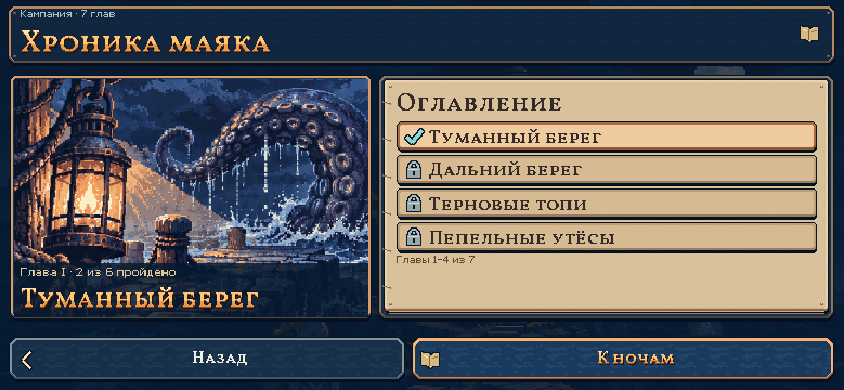 Кампания · 7 глав
Хроника маяка
Глава I · 2 из 6 пройдено
Туманный берег
Оглавление
Туманный берег
Дальний берег
Терновые топи
Пепельные утёсы
Главы 1-4 из 7
Назад
К ночам